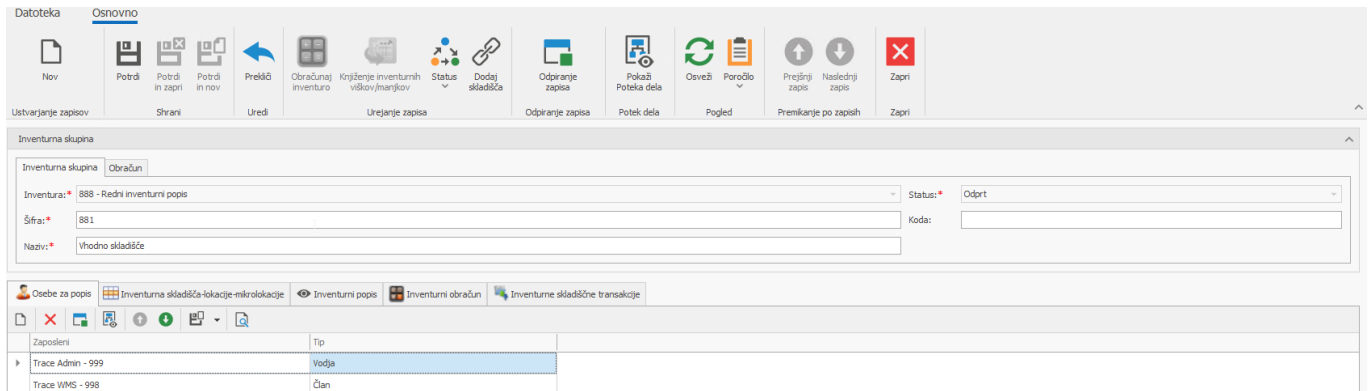 Datoteka Osnovno
Nov Potrdi Potrdi in zapri Potrdi in nov Prekliči Obračunaj inventuro Knjiženje inventurnih viškov/manjkov Status Dodaj skladišča Odpiranje zapisa Pokaži Poteka dela Osveži Poročilo Prejšnji zapis Naslednji zapis Zapri
Ustvarjanje zapisov Shrani Uredi Urejanje zapisa Odpiranje zapisa Potek dela Pogled Premikanje po zapisih Zapri
Inventurna skupina
Inventurna skupina Obračun
Inventura:* 888 - Redni inventurni popis Status:* Odprt
Šifra:* 881 Koda:
Naziv:* Vhodno skladišče
Osebe za popis Inventurna skladišča-lokacije-mikrolokacije Inventurni popis Inventurni obračun Inventurne skladiščne transakcije
Zaposleni Tip
Trace Admin - 999 Vodja
Trace WMS - 998 Član